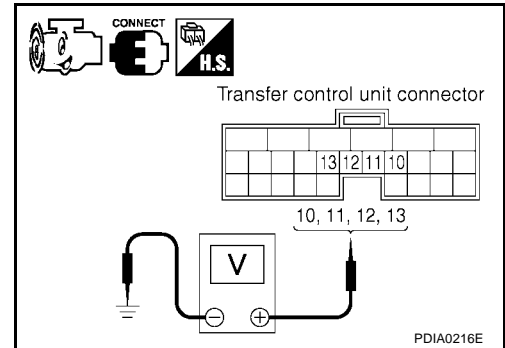 CONNECT
H.S.
Transfer control unit connector
13 12 11 10
10, 11, 12, 13
V
− +
PDIA0216E